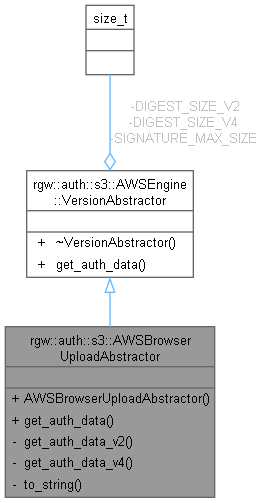 size_t
-DIGEST_SIZE_V2
-DIGEST_SIZE_V4
-SIGNATURE_MAX_SIZE
rgw::auth::s3::AWSEngine
::VersionAbstractor
+ ~VersionAbstractor()
+ get_auth_data()
rgw::auth::s3::AWSBrowser
UploadAbstractor
+ AWSBrowserUploadAbstractor()
+ get_auth_data()
- get_auth_data_v2()
- get_auth_data_v4()
- to_string()